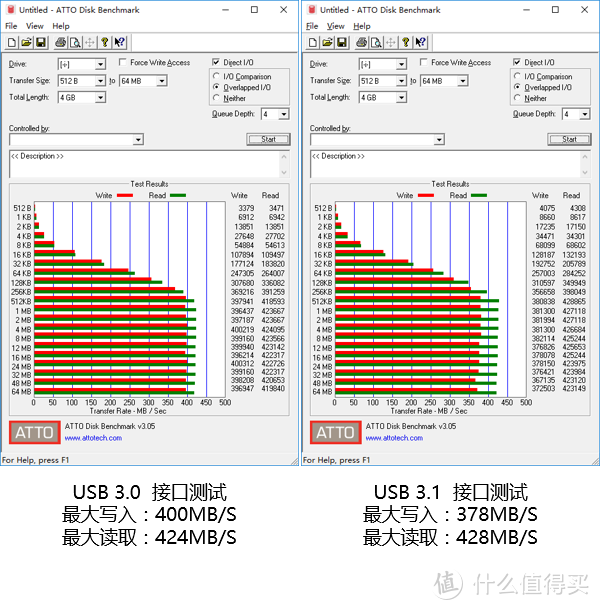 Untitled - ATTO Disk Benchmark
File View Help
Drive: [-i-] Force Write Access Direct I/O
Transfer Size: 512 B to 64 MB I/O Comparison
Overlapped I/O
Total Length: 4 GB Neither
Queue Depth: 4
Controlled by:
Start
<< Description >>
Test Results
Write Read Write Read
512 B 3379 3471
1 KB 6912 6942
2 KB 13851 13851
4 KB 27648 27702
8 KB 54884 54613
16 KB 107894 109497
32 KB 177124 183820
64 KB 247305 264007
128KB 307680 336082
256KB 369216 391259
512KB 397941 418593
1 MB 396437 423667
2 MB 397187 423667
4 MB 400219 424095
8 MB 399160 423566
12 MB 399940 423142
16 MB 396214 422317
24 MB 400312 422726
32 MB 399160 422317
48 MB 398208 420653
64 MB 396947 419840
0 50 100 150 200 250 300 350 400 450 500
Transfer Rate - MB / Sec
ATTO
ATTO Disk Benchmark v3.05
www.attotech.com
For Help, press F1
USB 3.0 接口测试
最大写入：400MB/S
最大读取：424MB/S
Untitled - ATTO Disk Benchmark
File View Help
Drive: [-i-] Force Write Access Direct I/O
Transfer Size: 512 B to 64 MB I/O Comparison
Overlapped I/O
Total Length: 4 GB Neither
Queue Depth: 4
Controlled by:
Start
<< Description >>
Test Results
Write Read Write Read
512 B 4075 4308
1 KB 8660 8617
2 KB 17235 17150
4 KB 34471 34301
8 KB 68099 68602
16 KB 128187 132193
32 KB 192752 205789
64 KB 257003 284252
128KB 310597 349949
256KB 356658 398049
512KB 380838 428865
1 MB 381300 427118
2 MB 381994 427118
4 MB 381300 426684
8 MB 382114 425244
12 MB 376826 425653
16 MB 378078 425244
24 MB 378150 423975
32 MB 376421 423984
48 MB 367135 423120
64 MB 372503 423149
0 50 100 150 200 250 300 350 400 450 500
Transfer Rate - MB / Sec
ATTO
ATTO Disk Benchmark v3.05
www.attotech.com
For Help, press F1
USB 3.1 接口测试
最大写入：378MB/S
最大读取：428MB/S
值 什么值得买